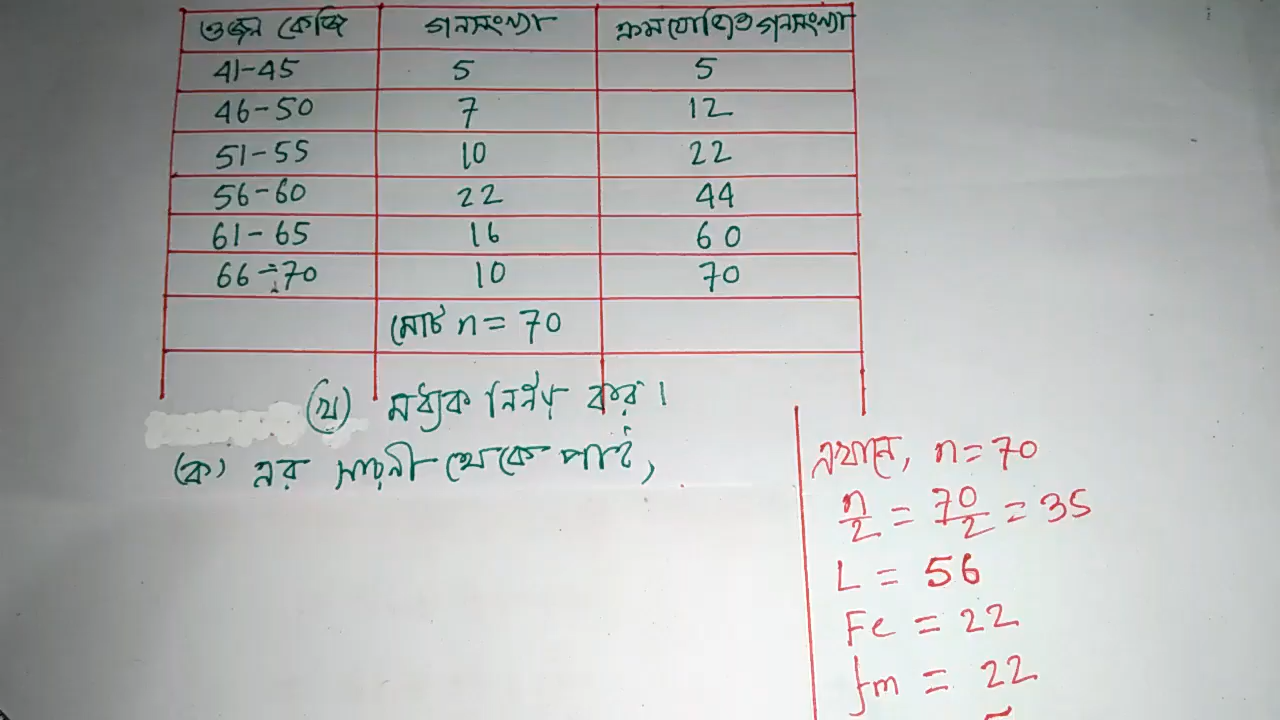 ওজন কেজি গনসংখ্যা ক্রমযোজিত গনসংখ্যা
41-45 5 5
46-50 7 12
51-55 10 22
56-60 22 44
61-65 16 60
66-70 10 70
মোট n = 70
(খ) মধ্যক নির্ণয় কর।
(ক) এর সারনী থেকে পাই,
এখানে, n = 70
n/2 = 70/2 = 35
L = 56
Fc = 22
fm = 22